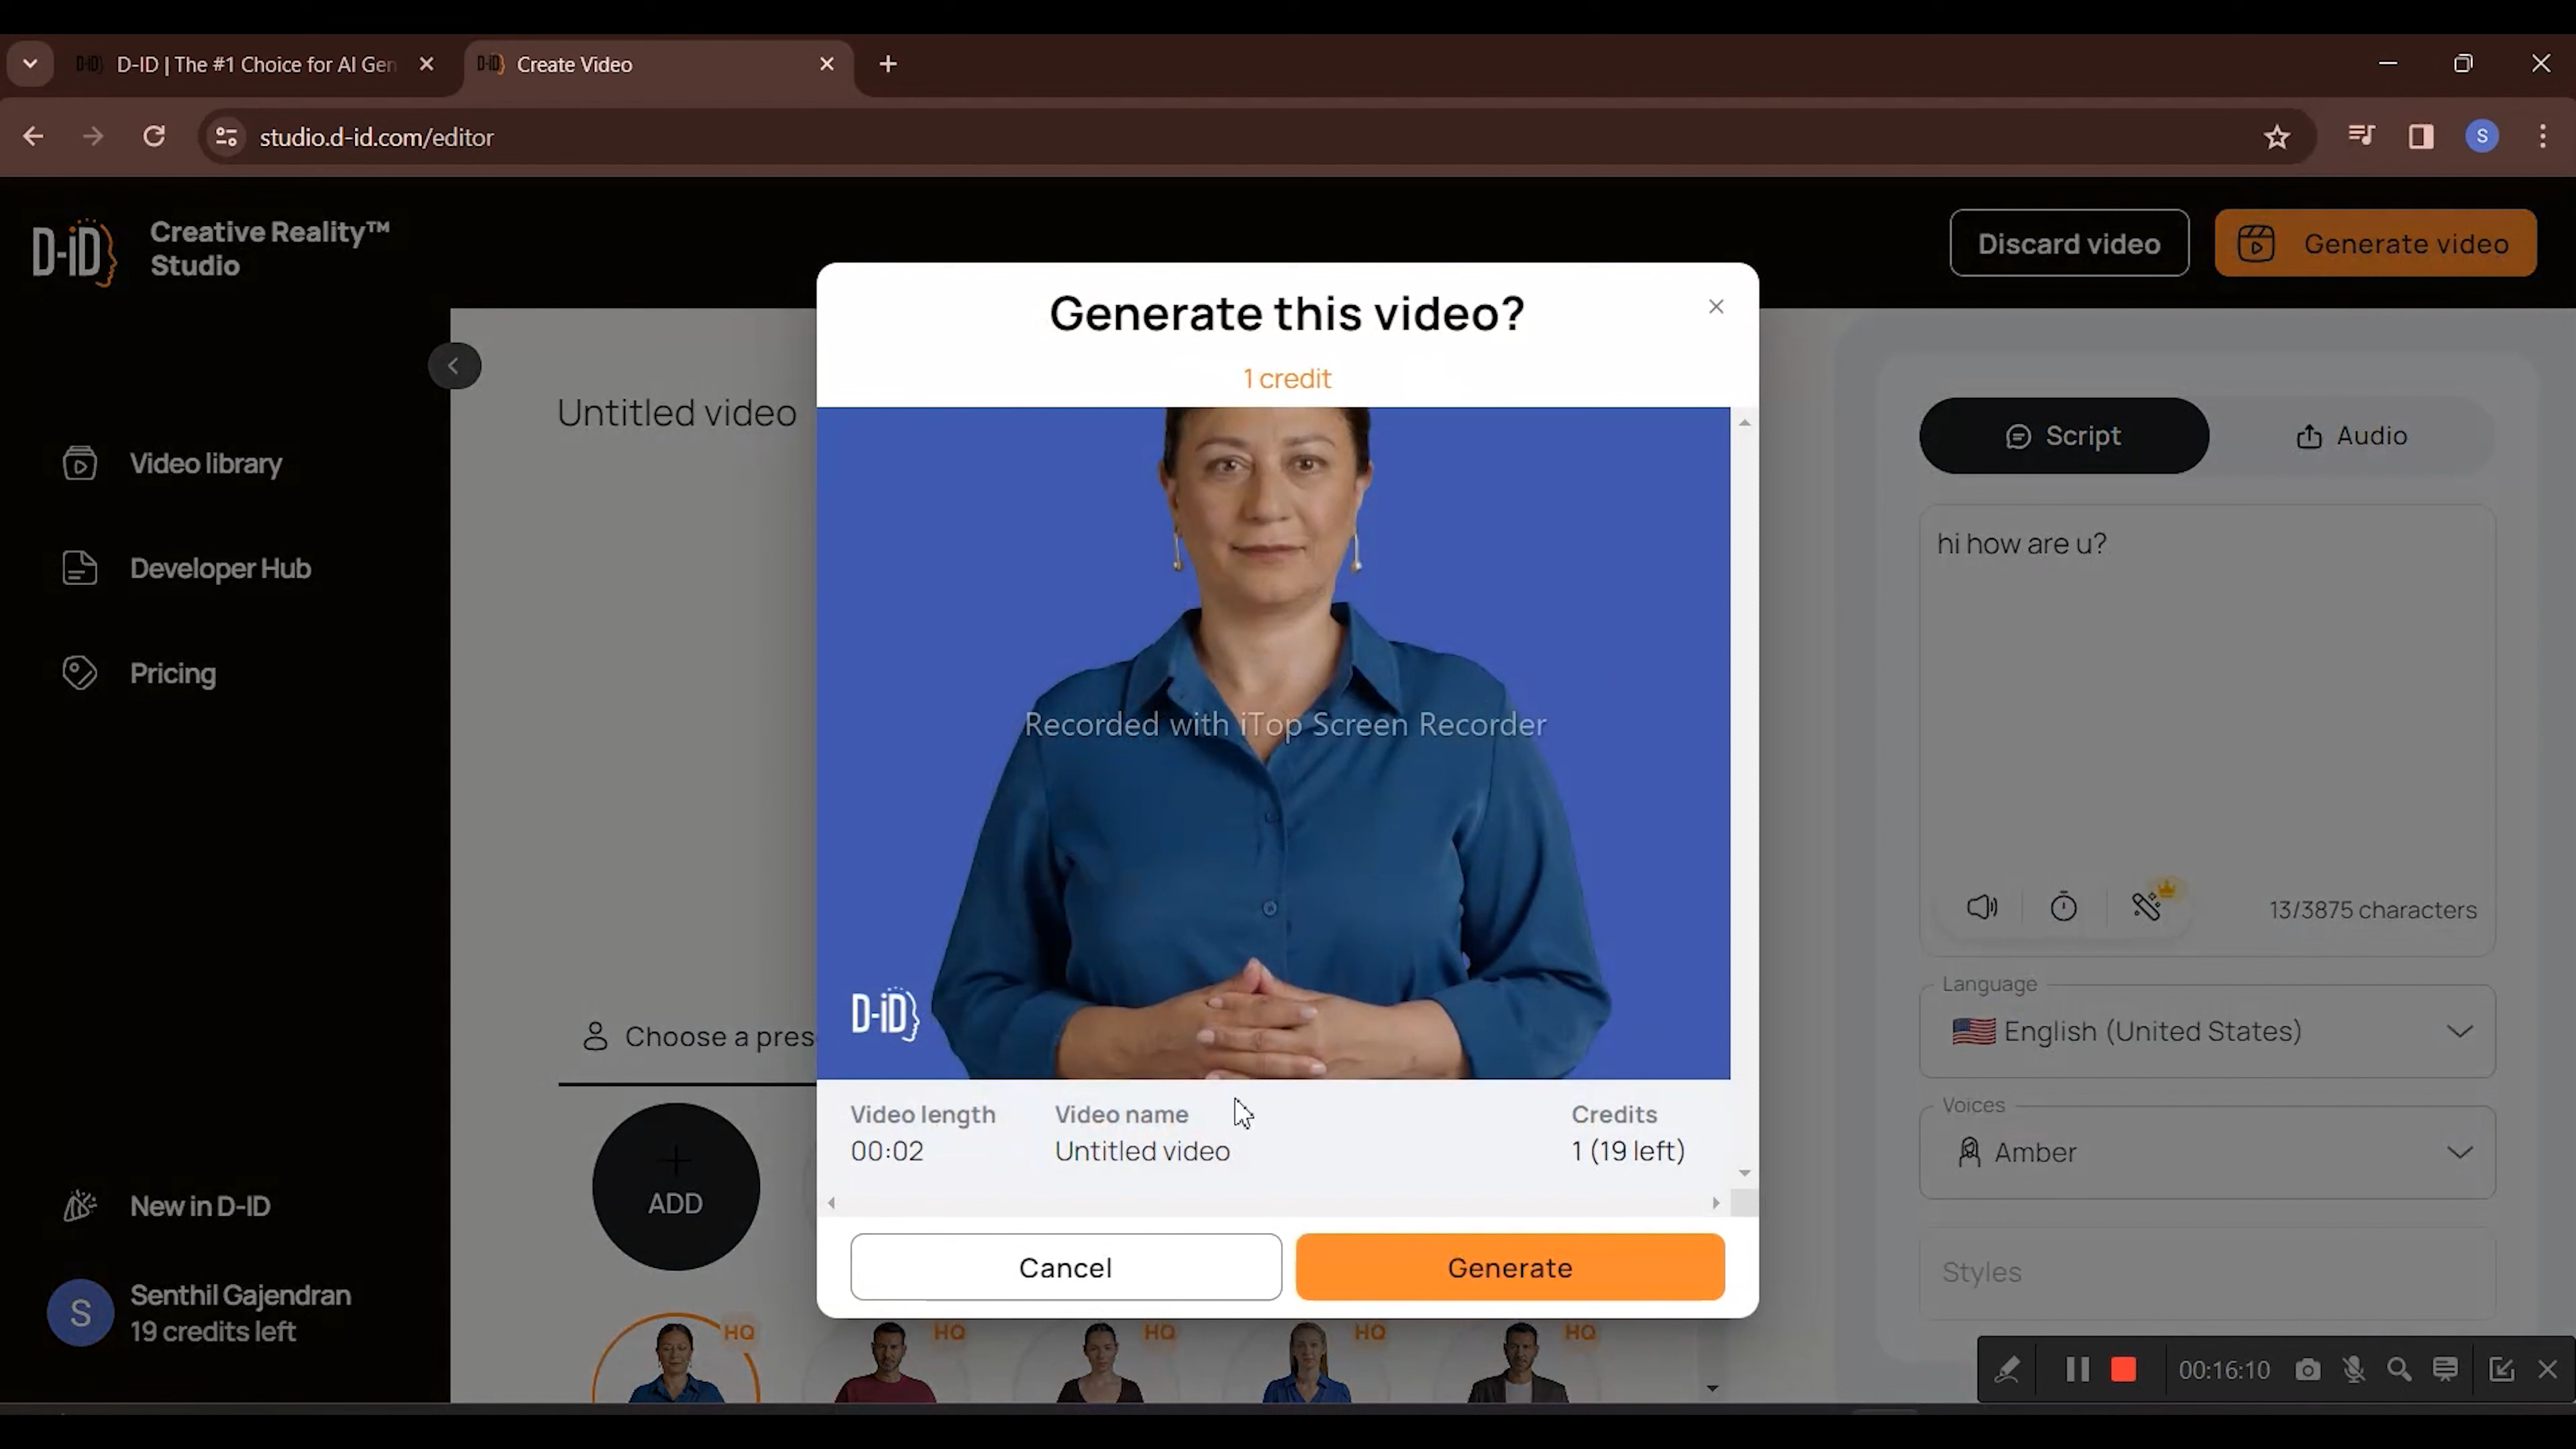 D-ID | The #1 Choice for AI Gen
Create Video
studio.d-id.com/editor
D-iD
Creative Reality™
Studio
Discard video
Generate video
Generate this video?
1 credit
Untitled video
Video library
Developer Hub
Pricing
Script
Audio
hi how are u?
Recorded with iTop Screen Recorder
13/3875 characters
D-iD
Language
English (United States)
Choose a pres
Voices
Amber
Video length
Video name
Credits
00:02
Untitled video
1 (19 left)
ADD
New in D-ID
Cancel
Generate
Styles
S
Senthil Gajendran
19 credits left
HQ
HQ
HQ
HQ
HQ
00:16:10
S